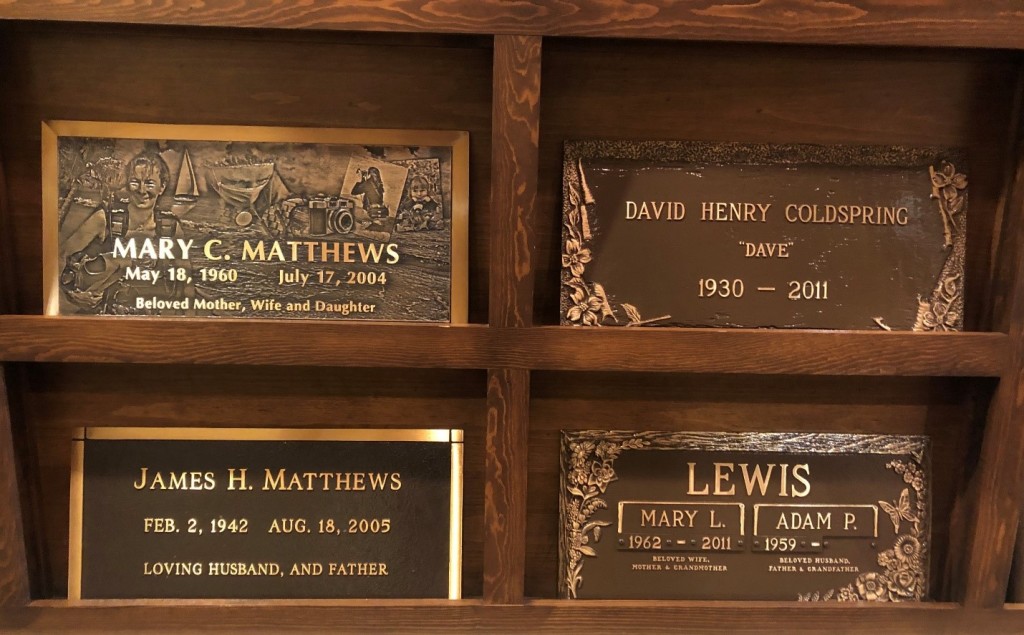 MARY C. MATTHEWS
May 18, 1960 July 17, 2004
Beloved Mother, Wife and Daughter
DAVID HENRY COLDSPRING
"DAVE"
1930 — 2011
JAMES H. MATTHEWS
FEB. 2, 1942 AUG. 18, 2005
LOVING HUSBAND, AND FATHER
LEWIS
MARY L.
1962 - 2011
BELOVED WIFE,
MOTHER & GRANDMOTHER
ADAM P.
1959 -
BELOVED HUSBAND,
FATHER & GRANDFATHER